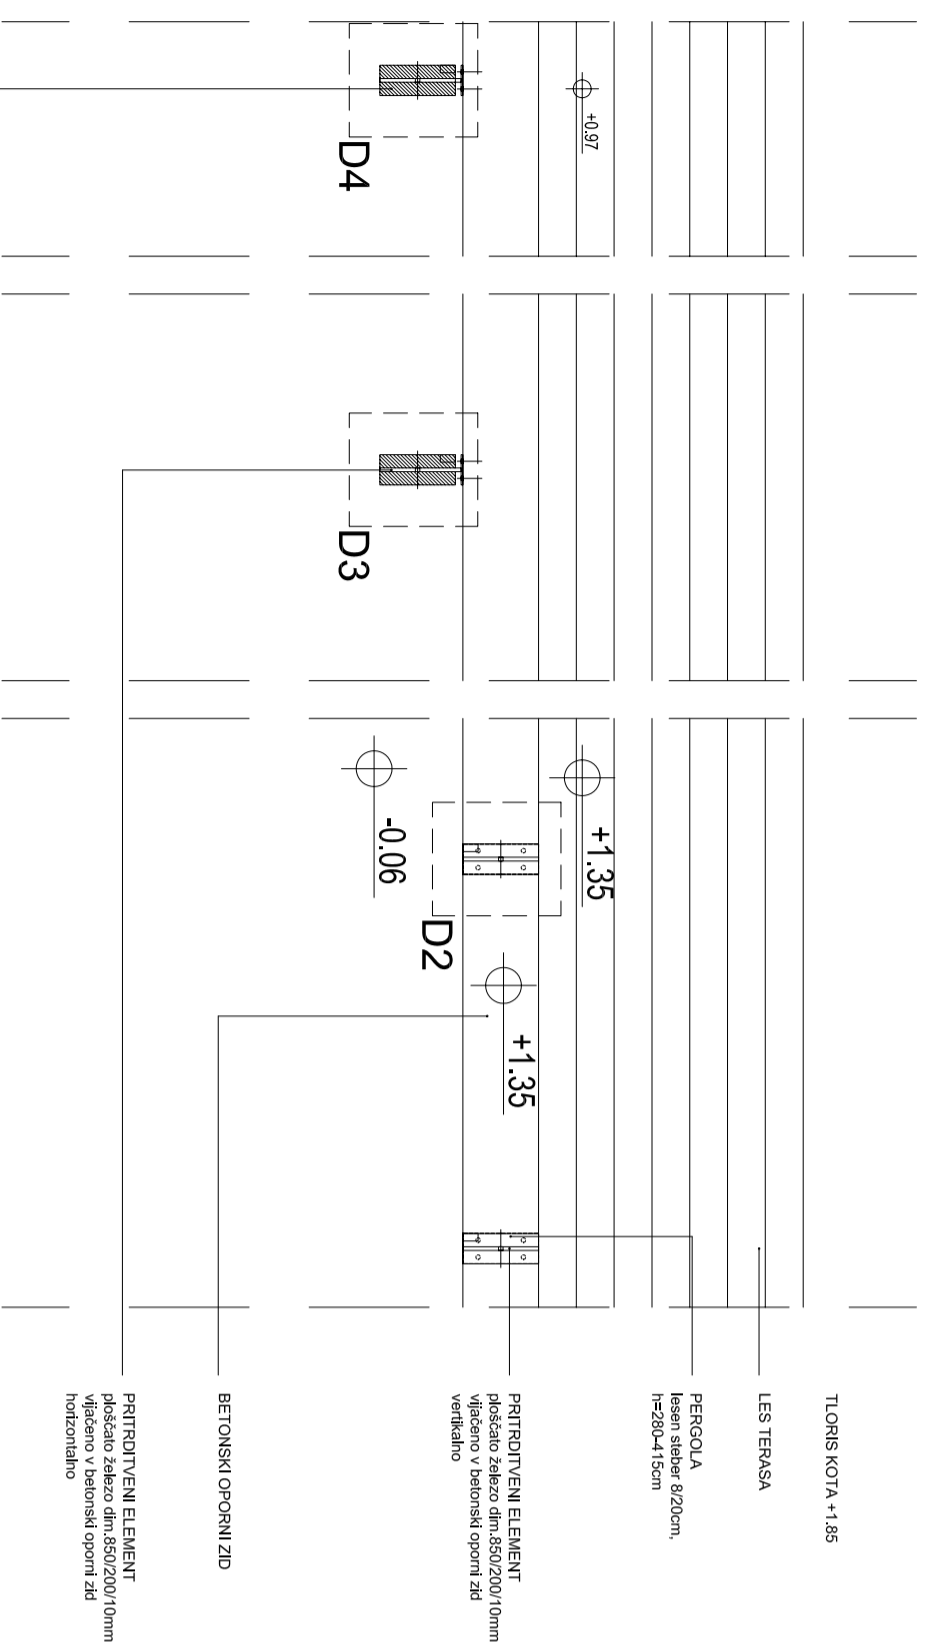 TLORIS KOTA +1.85
LES TERASA
PERGOLA
lesen steber 8/20cm,
h=280-415cm
PRITRDITVENI ELEMENT
ploščato železo dim.850/200/10mm
vijačeno v betonski oporni zid
vertikalno
BETONSKI OPORNI ZID
PRITRDITVENI ELEMENT
ploščato železo dim.850/200/10mm
vijačeno v betonski oporni zid
horizontalno
+0.97
+1.35
+1.35
-0.06
D4
D3
D2